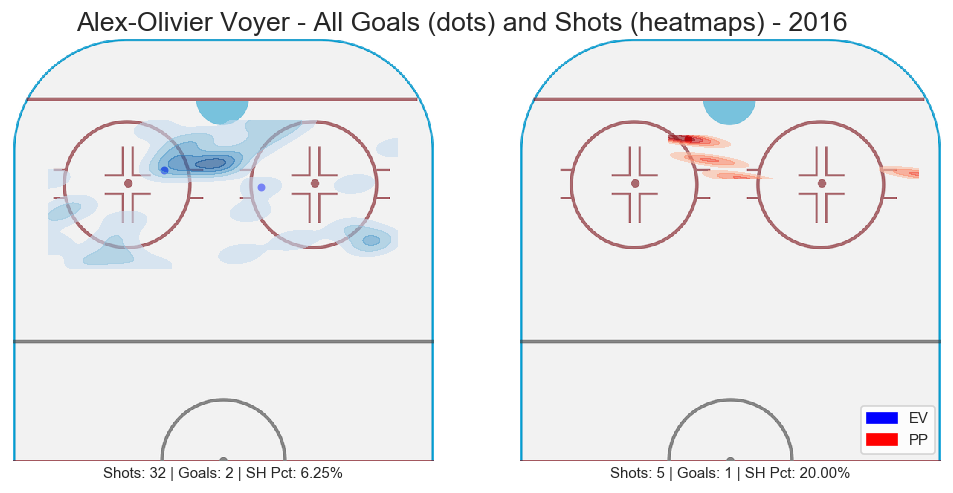 Alex-Olivier Voyer - All Goals (dots) and Shots (heatmaps) - 2016
EV
PP
Shots: 32 | Goals: 2 | SH Pct: 6.25%
Shots: 5 | Goals: 1 | SH Pct: 20.00%